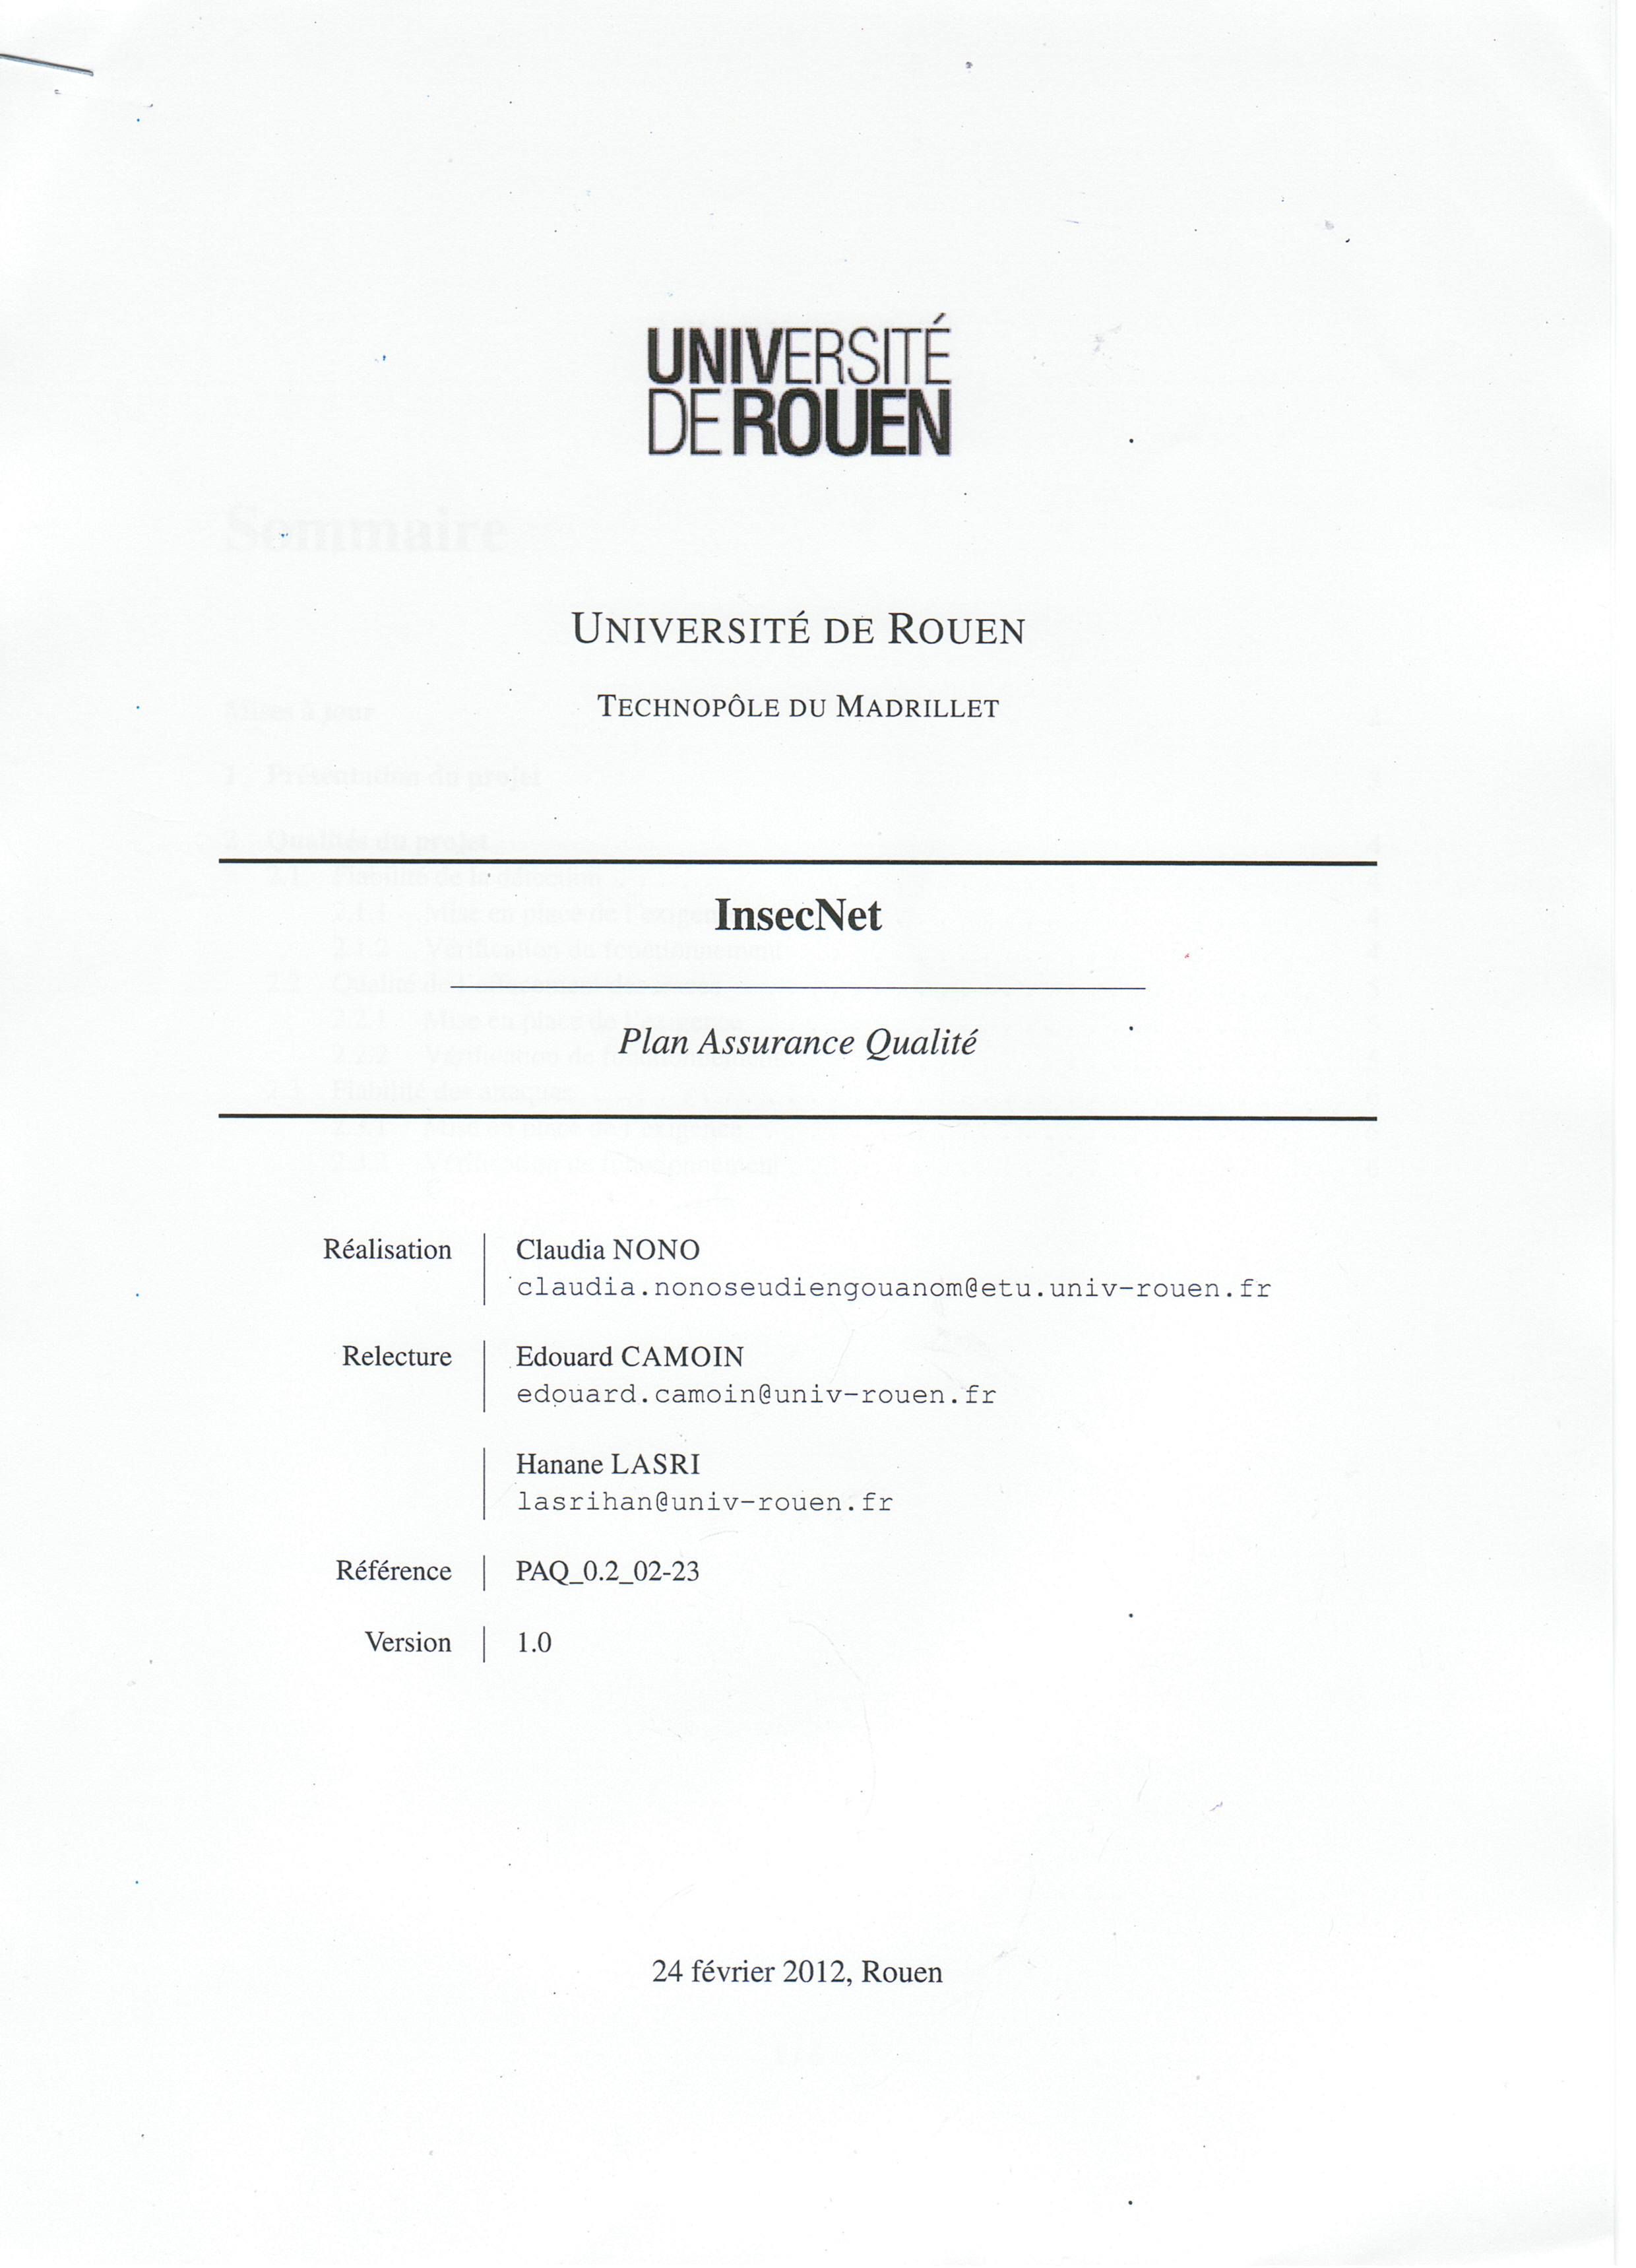 UNIVERSITÉ
DE ROUEN
UNIVERSITÉ DE ROUEN
TECHNOPÔLE DU MADRILLET
InsecNet
Plan Assurance Qualité
Réalisation Claudia NONO
claudia.nonoseudiengouanom@etu.univ-rouen.fr
Relecture Edouard CAMOIN
edouard.camoin@univ-rouen.fr
Hanane LASRI
lasrihan@univ-rouen.fr
Référence PAQ_0.2_02-23
Version 1.0
24 février 2012, Rouen